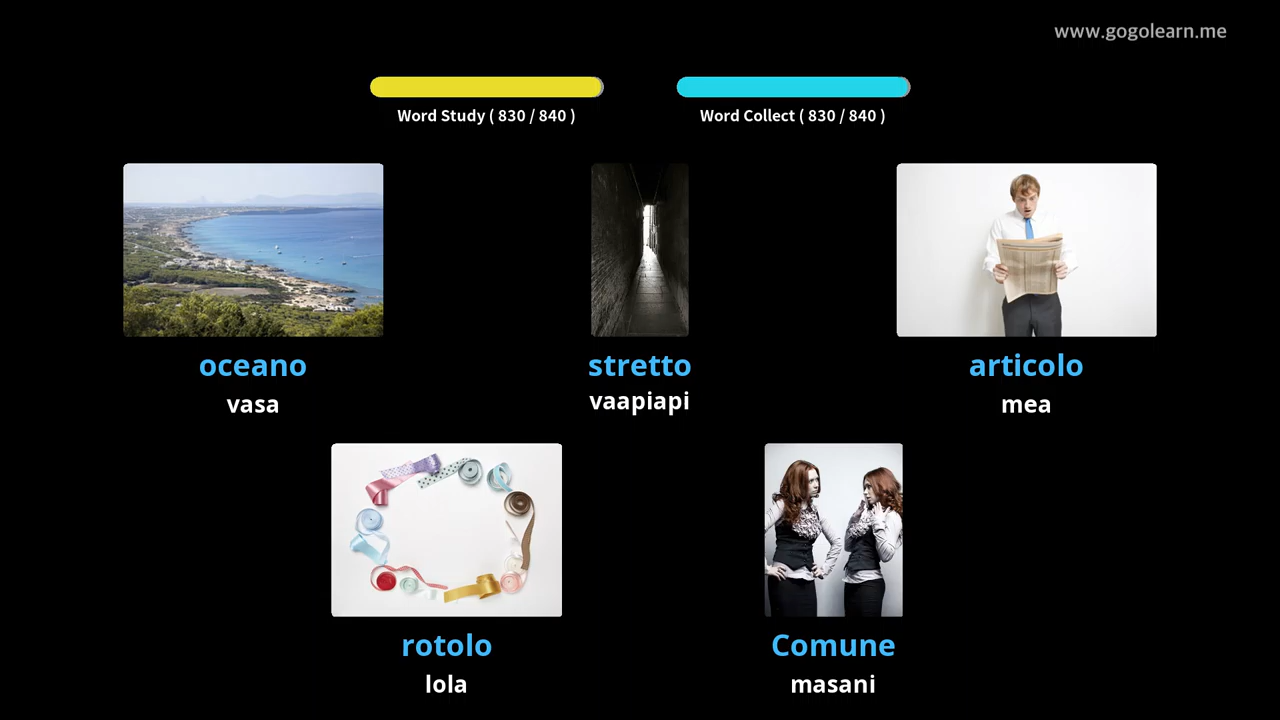 www.gogolearn.me
Word Study ( 830 / 840 )
Word Collect ( 830 / 840 )
oceano
vasa
stretto
vaapiapi
articolo
mea
rotolo
lola
Comune
masani